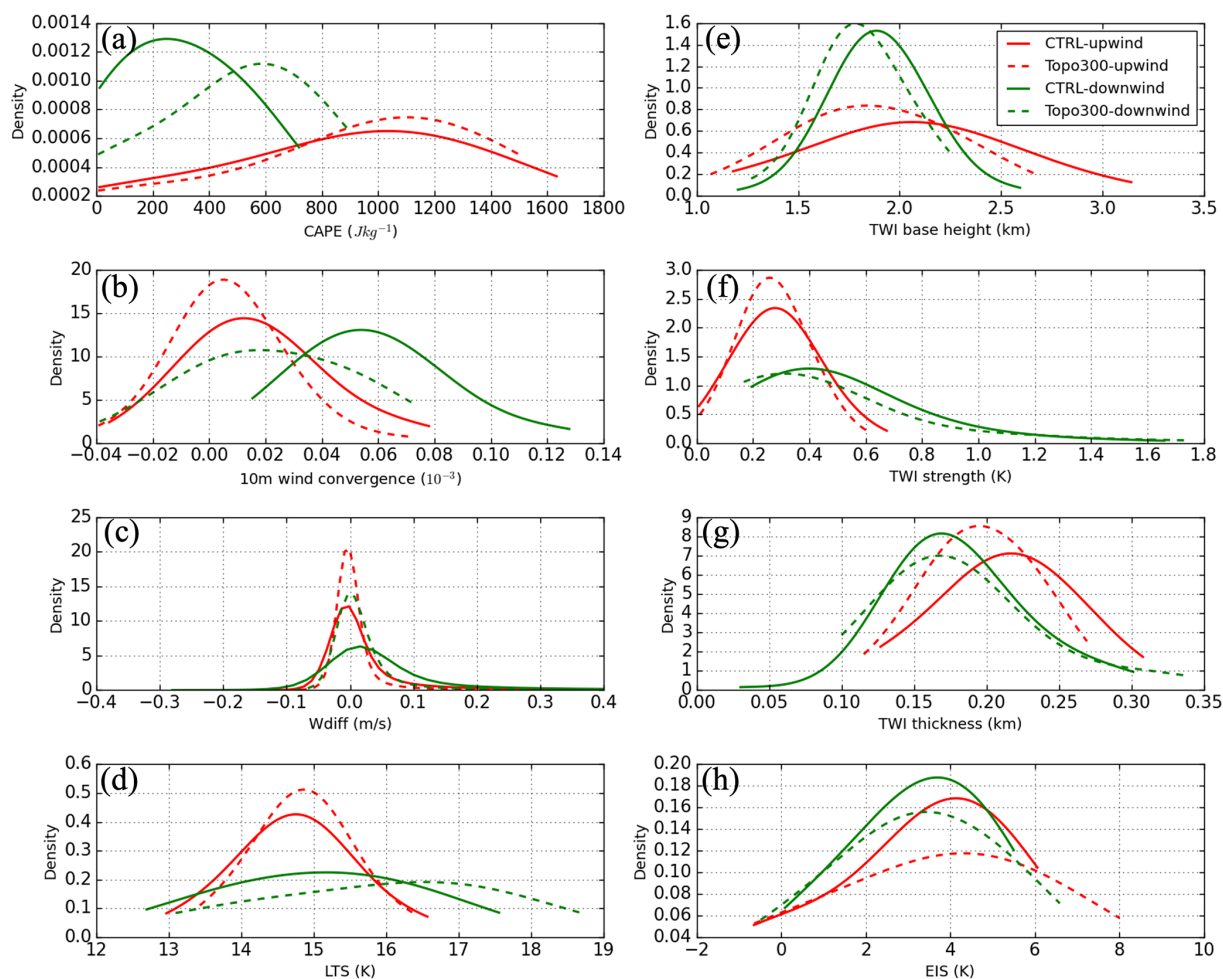 (a)
0.0014
0.0012
0.0010
0.0008
0.0006
0.0004
0.0002
Density
0 200 400 600 800 1000 1200 1400 1600 1800
CAPE (Jkg⁻¹)
(b)
20
15
10
5
0
Density
−0.04 −0.02 0.00 0.02 0.04 0.06 0.08 0.10 0.12 0.14
10m wind convergence (10⁻³)
(c)
25
20
15
10
5
0
Density
−0.4 −0.3 −0.2 −0.1 0.0 0.1 0.2 0.3 0.4
Wdiff (m/s)
(d)
0.6
0.5
0.4
0.3
0.2
0.1
0.0
Density
12 13 14 15 16 17 18 19
LTS (K)
(e)
1.6
1.4
1.2
1.0
0.8
0.6
0.4
0.2
0.0
Density
CTRL-upwind
Topo300-upwind
CTRL-downwind
Topo300-downwind
1.0 1.5 2.0 2.5 3.0 3.5
TWI base height (km)
(f)
3.0
2.5
2.0
1.5
1.0
0.5
0.0
Density
0.0 0.2 0.4 0.6 0.8 1.0 1.2 1.4 1.6 1.8
TWI strength (K)
(g)
9
8
7
6
5
4
3
2
1
0
Density
0.00 0.05 0.10 0.15 0.20 0.25 0.30 0.35
TWI thickness (km)
(h)
0.20
0.18
0.16
0.14
0.12
0.10
0.08
0.06
0.04
Density
−2 0 2 4 6 8 10
EIS (K)